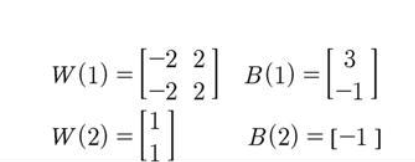 W(1) = [−2 2; −2 2] B(1) = [3; −1]
W(2) = [1; 1] B(2) = [−1]